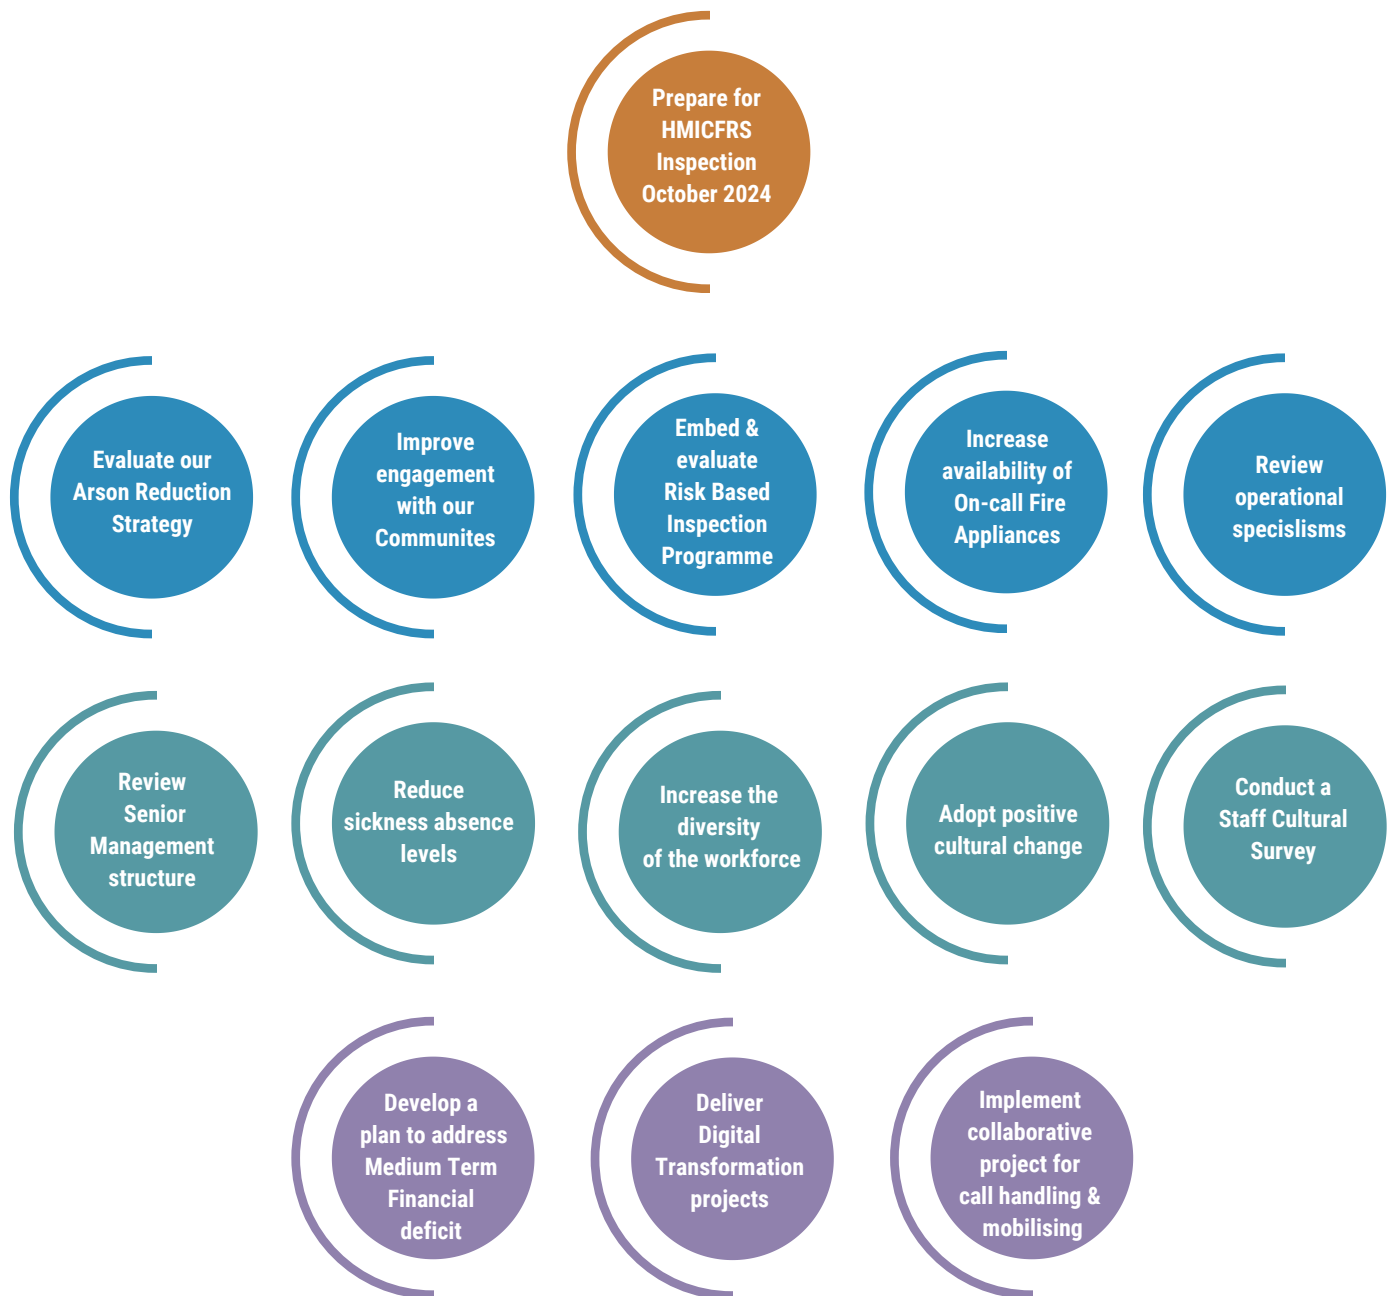 Prepare for
HMICFRS
Inspection
October 2024
Evaluate our
Arson Reduction
Strategy
Improve
engagement
with our
Communites
Embed &
evaluate
Risk Based
Inspection
Programme
Increase
availability of
On-call Fire
Appliances
Review
operational
specislisms
Review
Senior
Management
structure
Reduce
sickness absence
levels
Increase the
diversity
of the workforce
Adopt positive
cultural change
Conduct a
Staff Cultural
Survey
Develop a
plan to address
Medium Term
Financial
deficit
Deliver
Digital
Transformation
projects
Implement
collaborative
project for
call handling &
mobilising